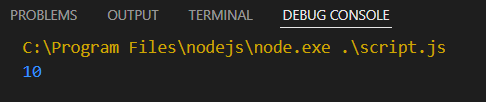 PROBLEMS OUTPUT TERMINAL DEBUG CONSOLE
C:\Program Files\nodejs\node.exe .\script.js
10